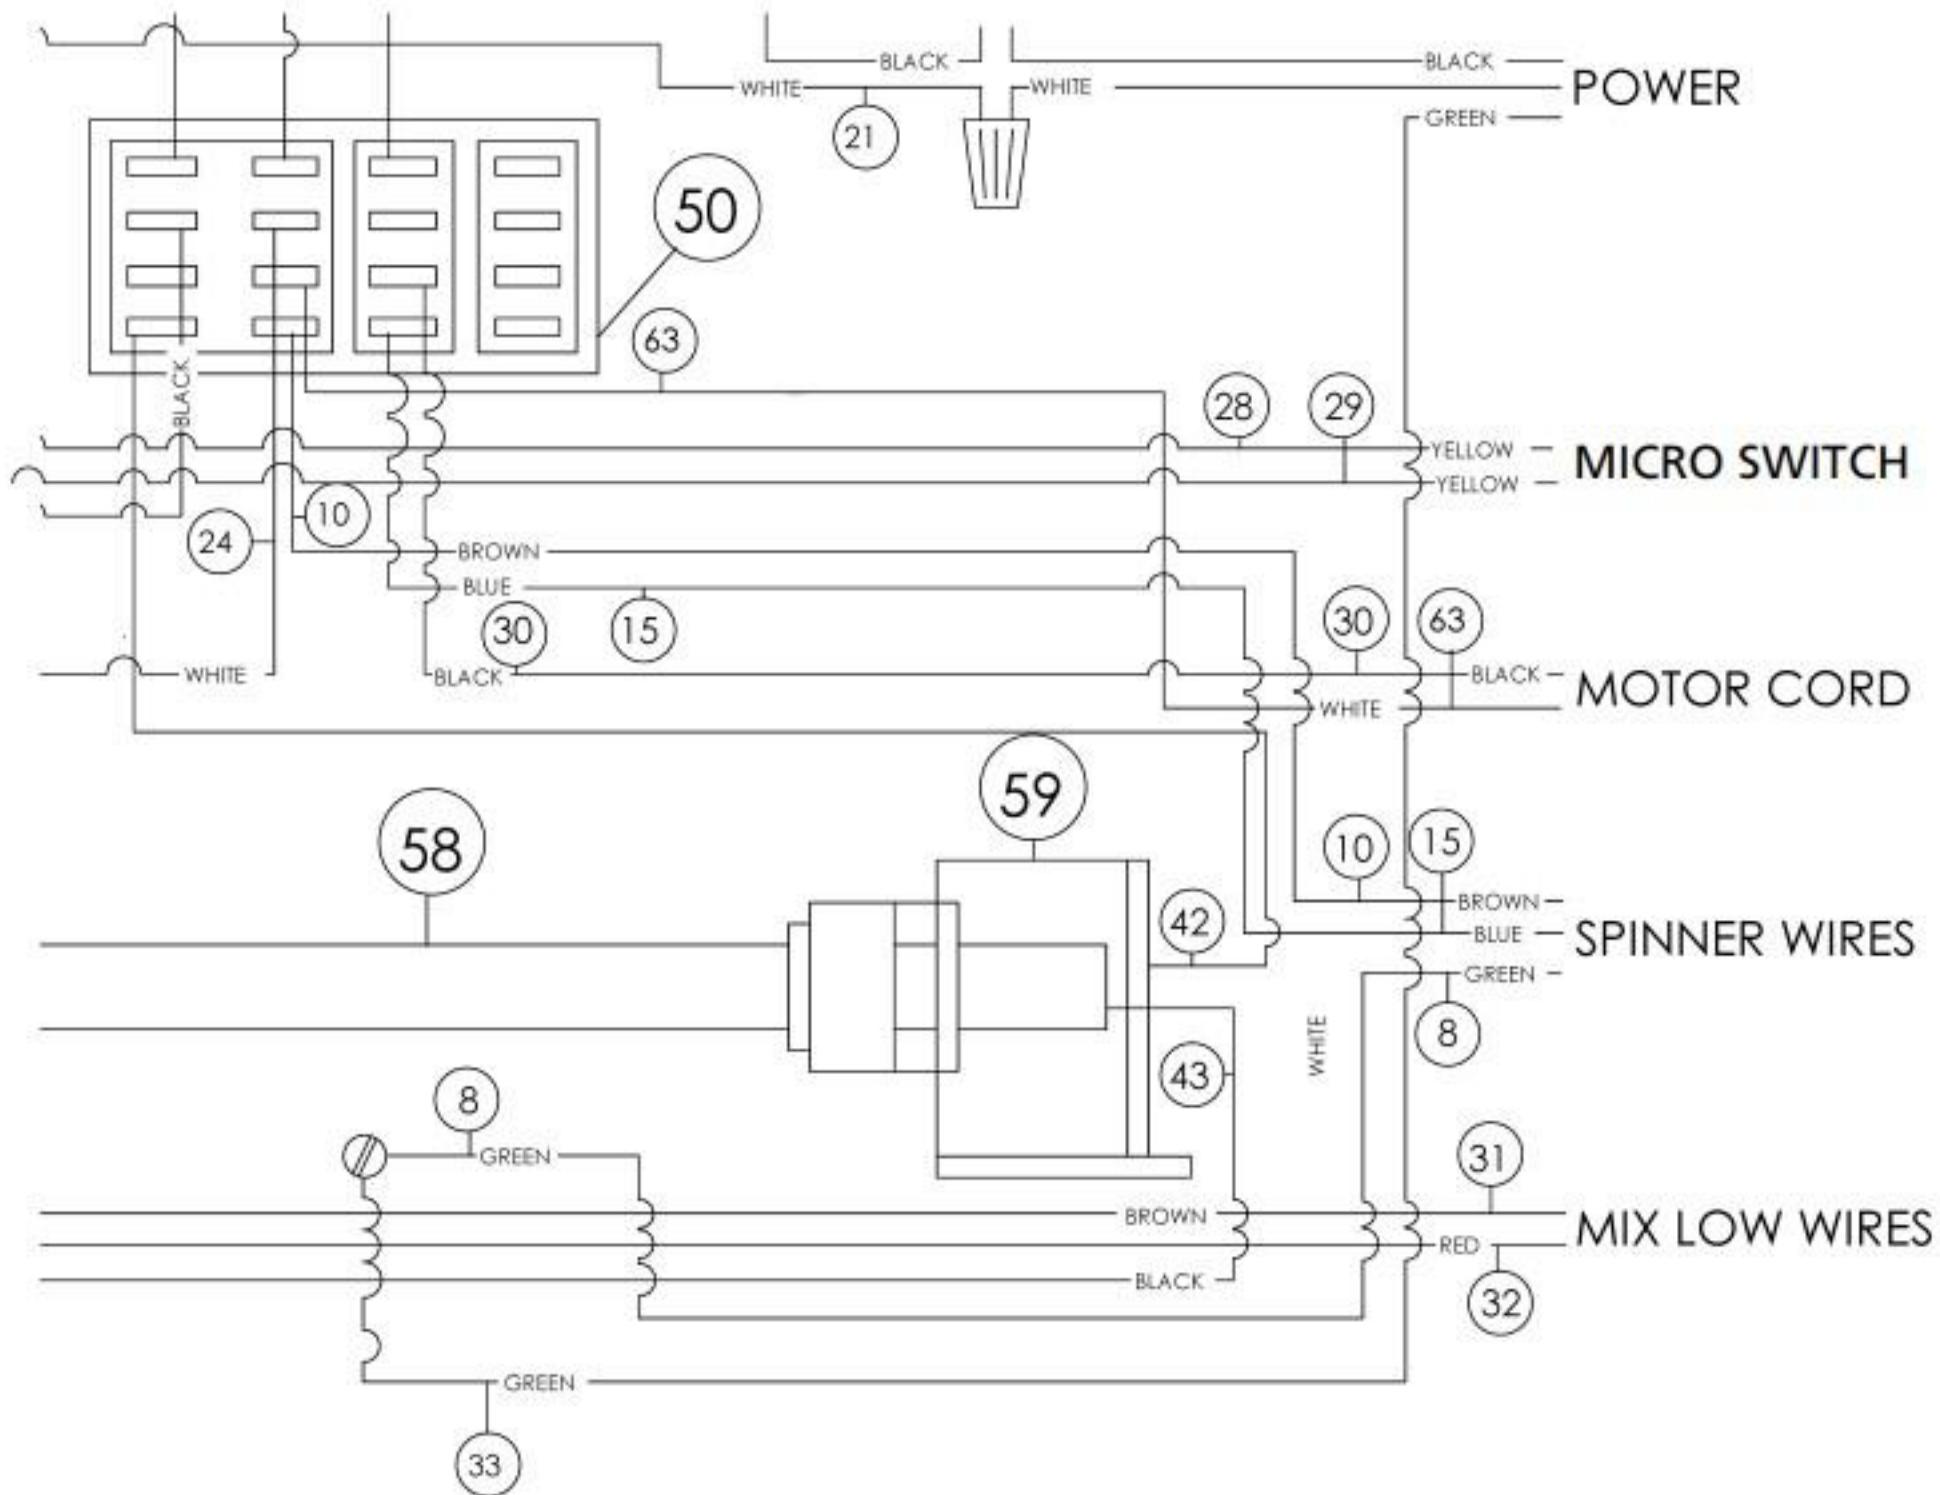 BLACK
BLACK
WHITE
WHITE
POWER
GREEN
21
50
63
BLACK
28
29
YELLOW
MICRO SWITCH
YELLOW
10
24
BROWN
BLUE
30
15
30
63
WHITE
BLACK
BLACK
MOTOR CORD
WHITE
59
58
10
15
BROWN
42
BLUE
SPINNER WIRES
GREEN
8
WHITE
43
8
GREEN
31
BROWN
MIX LOW WIRES
RED
BLACK
32
GREEN
33